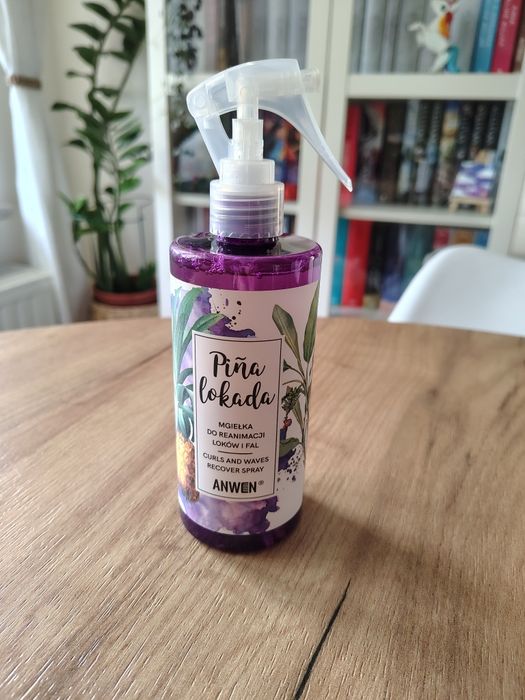 Piña
lokada
MGIEŁKA
DO REANIMACJI
LOKÓW I FAL
CURLS AND WAVES
RECOVER SPRAY
ANWEN®